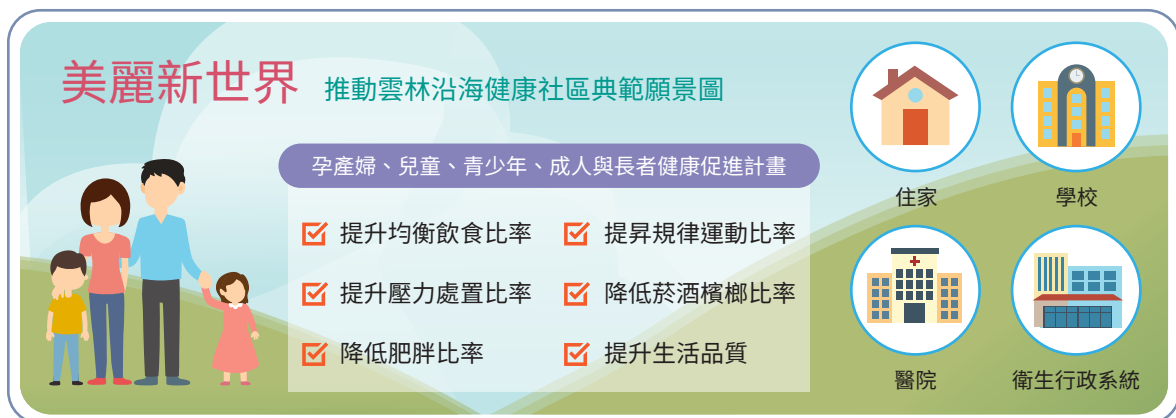 美麗新世界 推動雲林沿海健康社區典範願景圖
孕產婦、兒童、青少年、成人與長者健康促進計畫
提升均衡飲食比率
提昇規律運動比率
提升壓力處置比率
降低菸酒檳榔比率
降低肥胖比率
提升生活品質
住家
學校
醫院
衛生行政系統